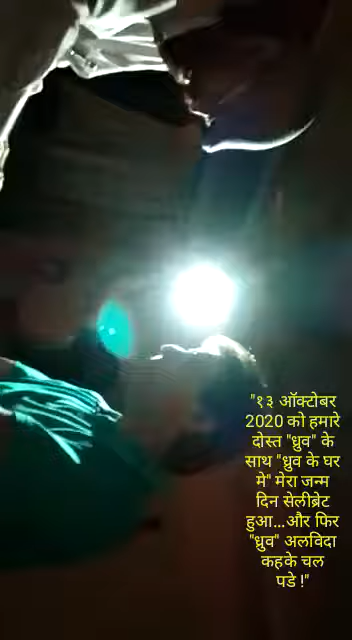 "१३ ऑक्टोबर
2020 को हमारे
दोस्त "ध्रुव" के
साथ "ध्रुव के घर
मे" मेरा जन्म
दिन सेलीब्रेट
हुआ...और फिर
"ध्रुव" अलविदा
कहके चल
पडे !"